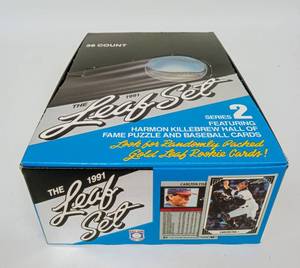 36 COUNT
THE 1991
Leaf Set
SERIES 2
FEATURING
HARMON KILLEBREW HALL OF
FAME PUZZLE AND BASEBALL CARDS
Look for Randomly Packed
Gold Leaf Rookie Cards!
THE 1991
Leaf
Set
CARLTON